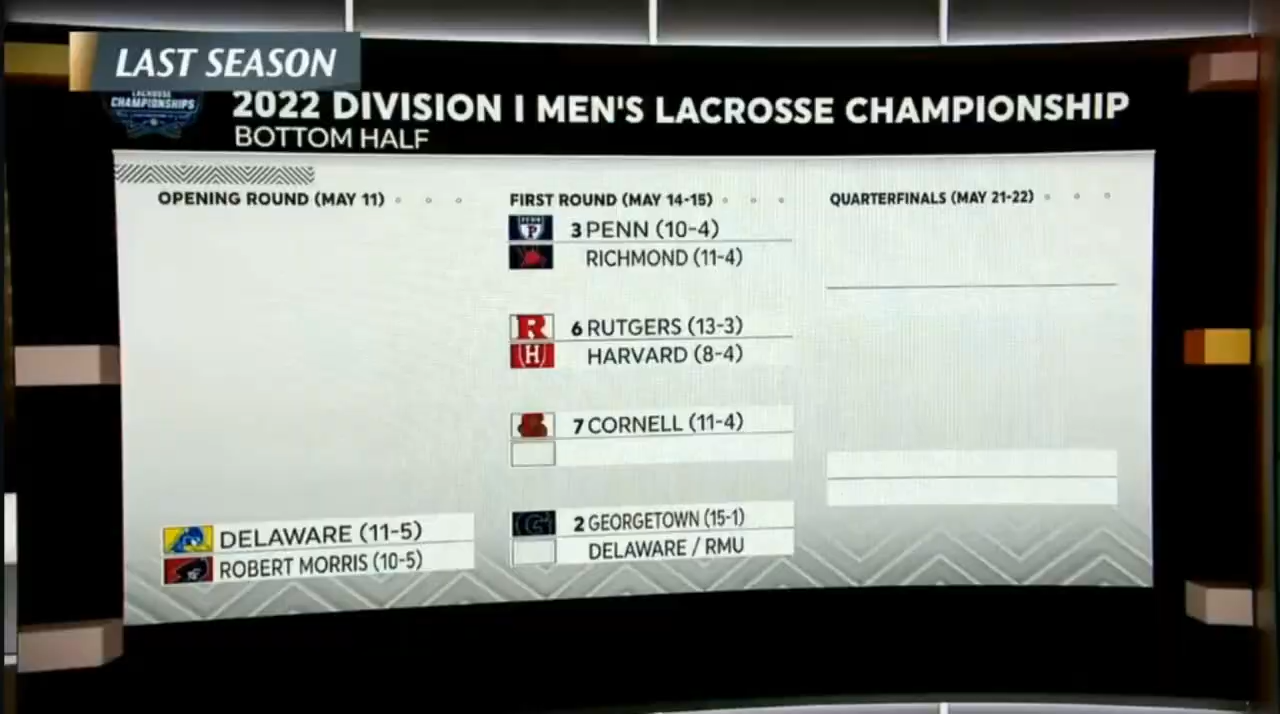 LAST SEASON
LACROSSE
CHAMPIONSHIPS
2022 DIVISION I MEN'S LACROSSE CHAMPIONSHIP
BOTTOM HALF
OPENING ROUND (MAY 11)
FIRST ROUND (MAY 14-15)
QUARTERFINALS (MAY 21-22)
3 PENN (10-4)
RICHMOND (11-4)
6 RUTGERS (13-3)
HARVARD (8-4)
7 CORNELL (11-4)
2 GEORGETOWN (15-1)
DELAWARE / RMU
DELAWARE (11-5)
ROBERT MORRIS (10-5)